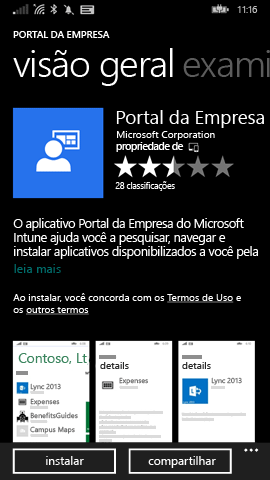 11:16
PORTAL DA EMPRESA
visão geral exami
Portal da Empresa
Microsoft Corporation
propriedade de
28 classificações
O aplicativo Portal da Empresa do Microsoft
Intune ajuda você a pesquisar, navegar e
instalar aplicativos disponibilizados a você pela
leia mais
Ao instalar, você concorda com os Termos de Uso e
os outros termos
Contoso, Lt
Lync 2013
Expenses
BenefitsGuides
Campus Maps
details
Expenses
details
Lync 2013
instalar
compartilhar